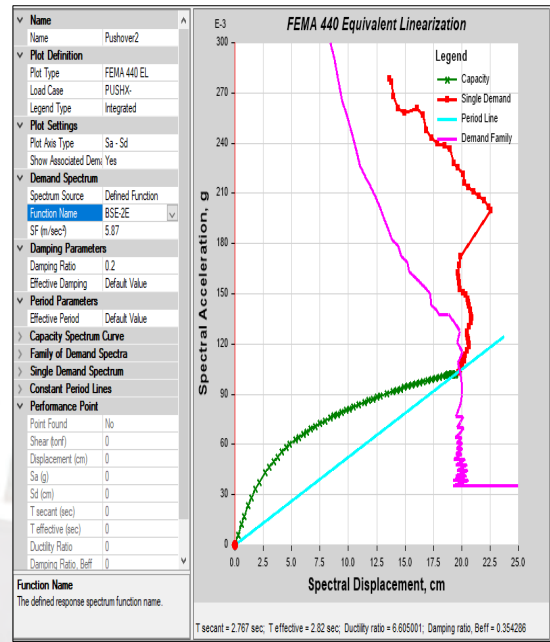 Name
Name Pushover2
Plot Definition
Plot Type FEMA 440 EL
Load Case PUSHX-
Legend Type Integrated
Plot Settings
Plot Axis Type Sa - Sd
Show Associated Dema Yes
Demand Spectrum
Spectrum Source Defined Function
Function Name BSE-2E
SF (m/sec²) 5.87
Damping Parameters
Damping Ratio 0.2
Effective Damping Default Value
Period Parameters
Effective Period Default Value
Capacity Spectrum Curve
Family of Demand Spectra
Single Demand Spectrum
Constant Period Lines
Performance Point
Point Found No
Shear (tonf) 0
Displacement (cm) 0
Sa (g) 0
Sd (cm) 0
T secant (sec) 0
T effective (sec) 0
Ductility Ratio 0
Damping Ratio, Beff 0
Function Name
The defined response spectrum function name.
E-3 FEMA 440 Equivalent Linearization
Legend
Capacity
Single Demand
Period Line
Demand Family
300
270
240
210
180
150
120
90
60
30
0
Spectral Acceleration, g
0.0 2.5 5.0 7.5 10.0 12.5 15.0 17.5 20.0 22.5 25.0
Spectral Displacement, cm
T secant = 2.767 sec; T effective = 2.82 sec; Ductility ratio = 6.605001; Damping ratio, Beff = 0.354286